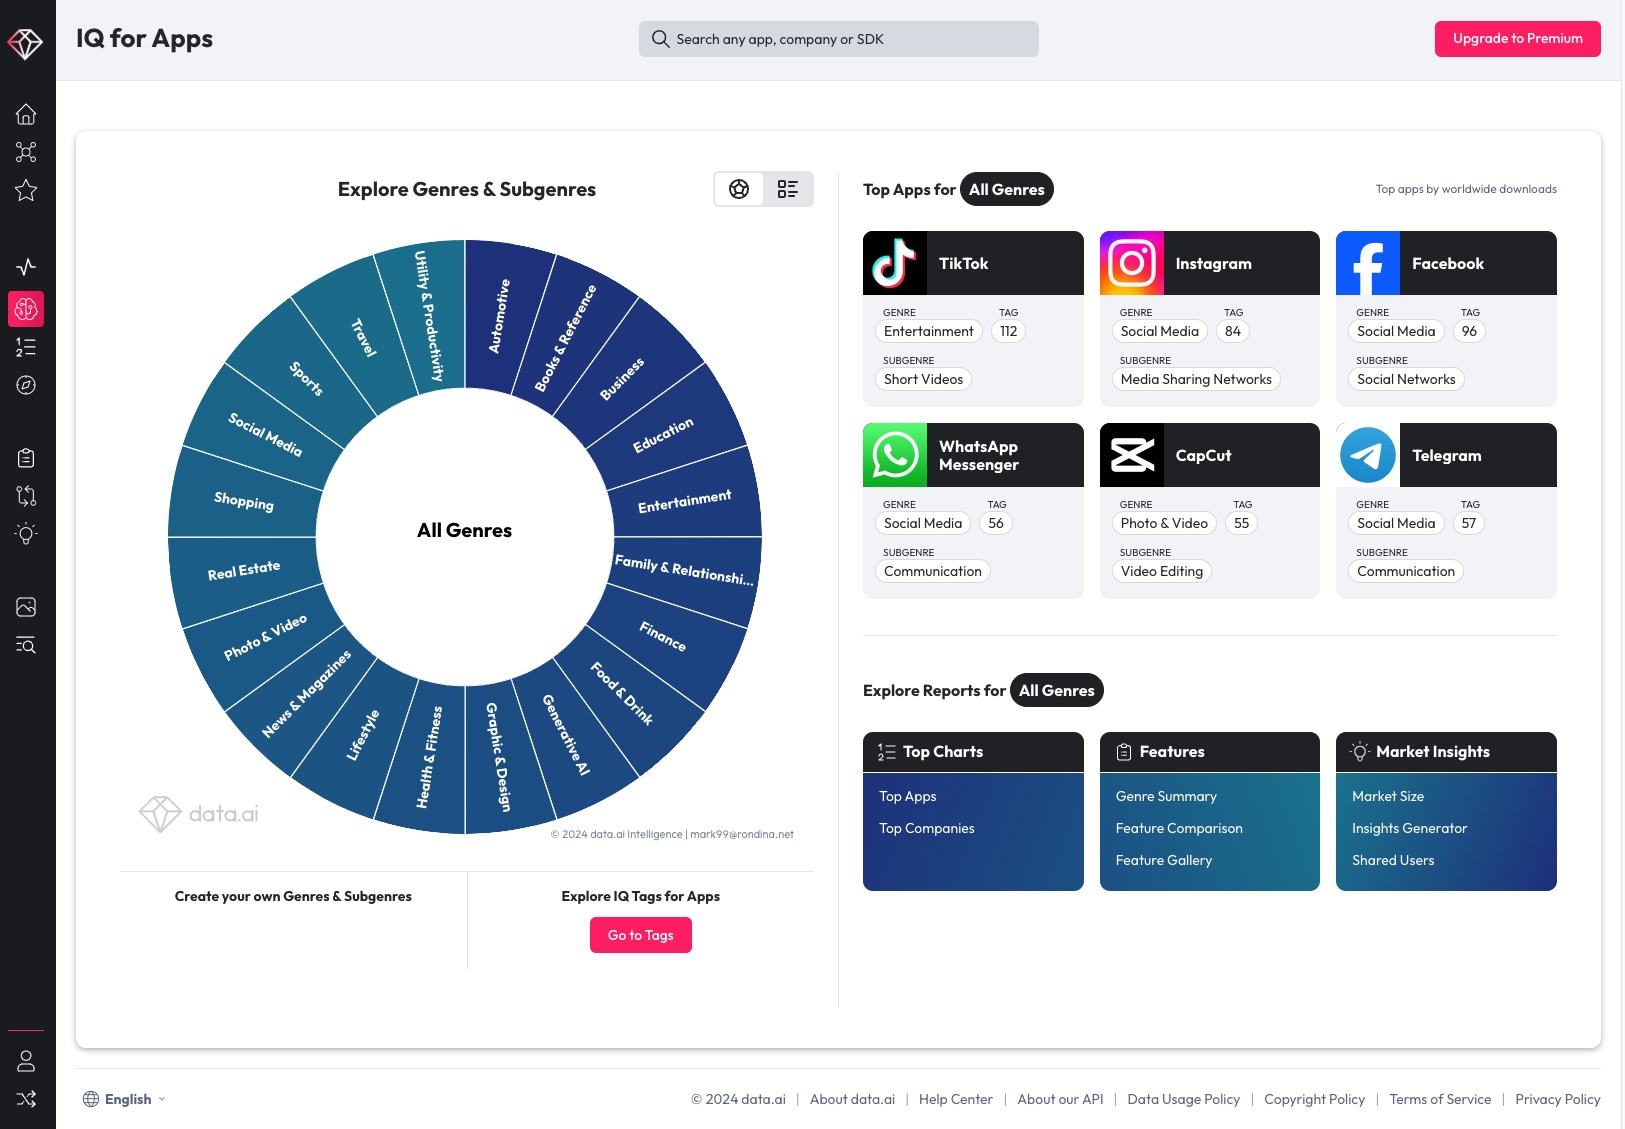 IQ for Apps
Search any app, company or SDK
Upgrade to Premium
Explore Genres & Subgenres
Automotive
Books & Reference
Business
Education
Entertainment
Family & Relationshi...
Finance
Food & Drink
Generative AI
Graphic & Design
Health & Fitness
Lifestyle
News & Magazines
Photo & Video
Real Estate
Shopping
Social Media
Sports
Travel
Utility & Productivity
All Genres
data.ai
© 2024 data.ai Intelligence | mark99@rondina.net
Create your own Genres & Subgenres
Explore IQ Tags for Apps
Go to Tags
Top Apps for All Genres
Top apps by worldwide downloads
TikTok
GENRE TAG
Entertainment 112
SUBGENRE
Short Videos
Instagram
GENRE TAG
Social Media 84
SUBGENRE
Media Sharing Networks
Facebook
GENRE TAG
Social Media 96
SUBGENRE
Social Networks
WhatsApp
Messenger
GENRE TAG
Social Media 56
SUBGENRE
Communication
CapCut
GENRE TAG
Photo & Video 55
SUBGENRE
Video Editing
Telegram
GENRE TAG
Social Media 57
SUBGENRE
Communication
Explore Reports for All Genres
Top Charts
Top Apps
Top Companies
Features
Genre Summary
Feature Comparison
Feature Gallery
Market Insights
Market Size
Insights Generator
Shared Users
English
© 2024 data.ai | About data.ai | Help Center | About our API | Data Usage Policy | Copyright Policy | Terms of Service | Privacy Policy